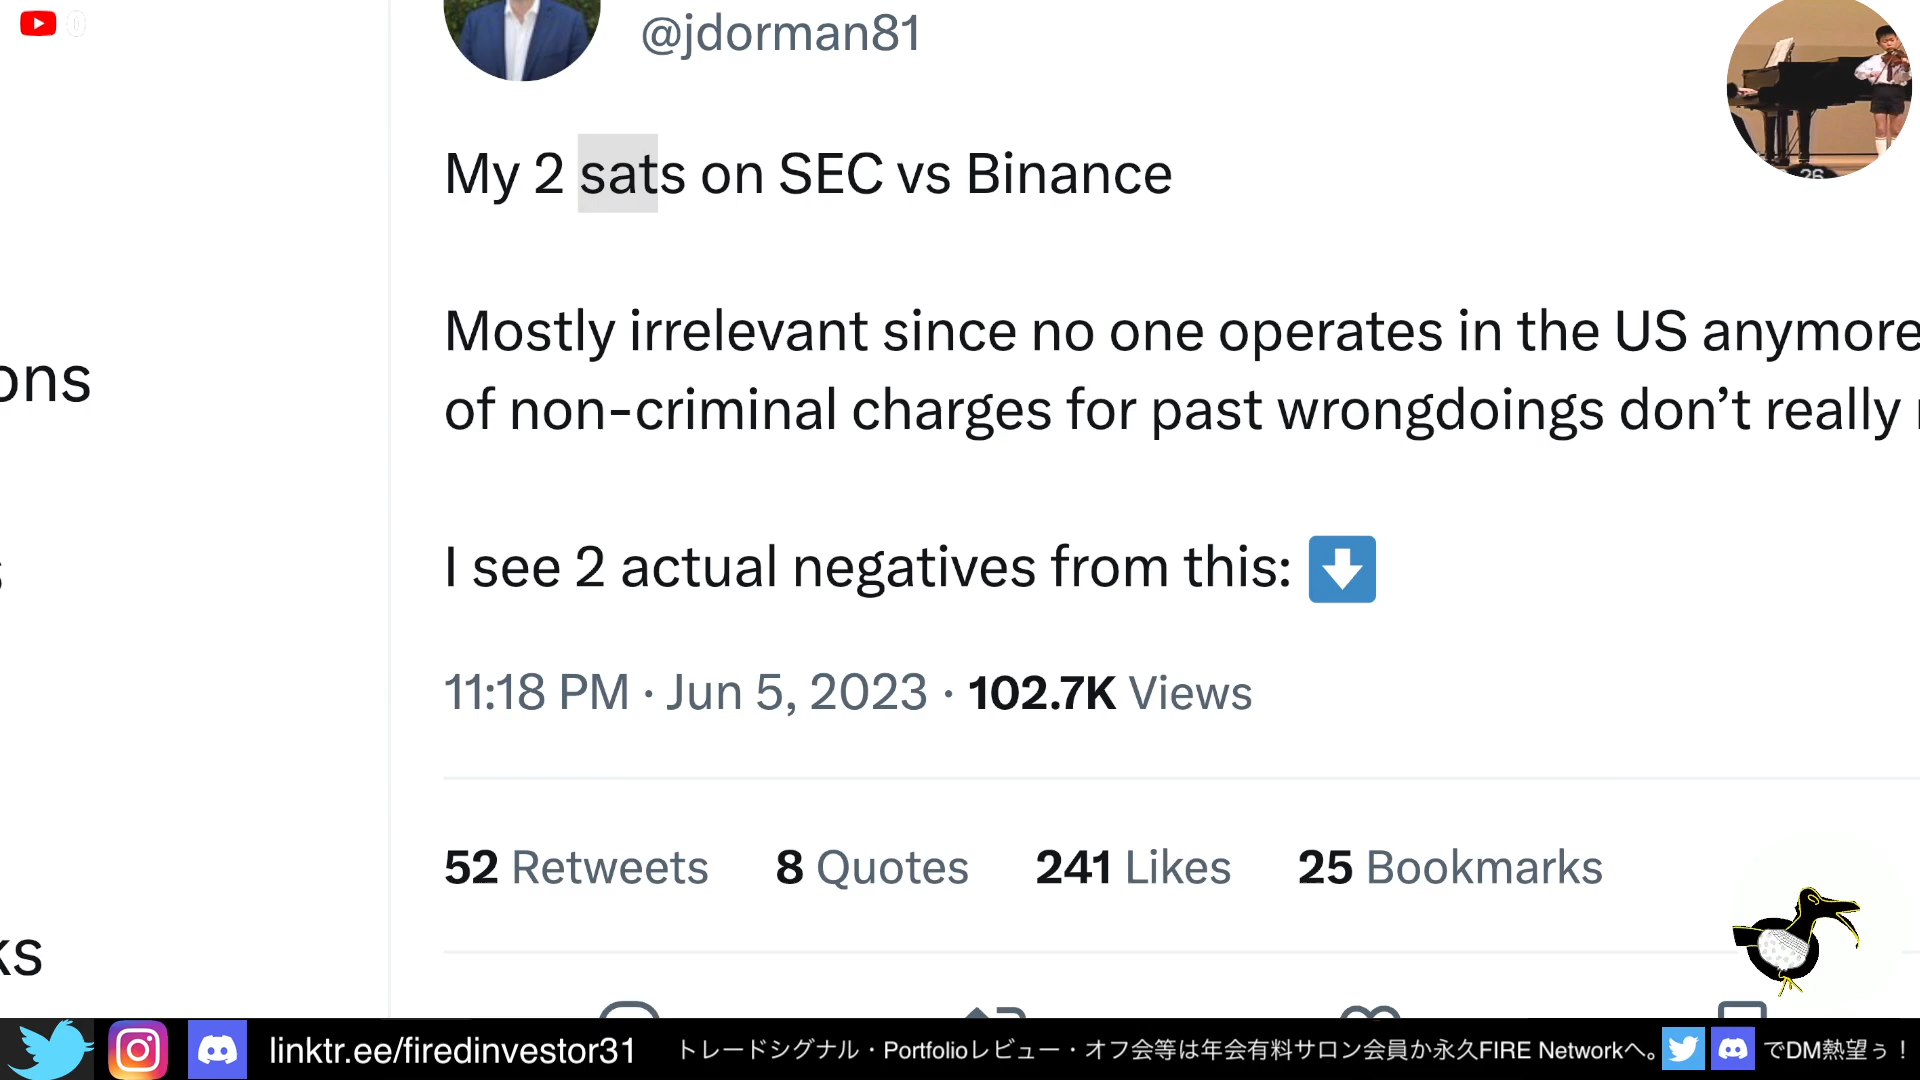 0
@jdorman81
My 2 sats on SEC vs Binance
Mostly irrelevant since no one operates in the US anymore
of non-criminal charges for past wrongdoings don’t really
ons
I see 2 actual negatives from this: ⬇️
s
11:18 PM · Jun 5, 2023 · 102.7K Views
52 Retweets 8 Quotes 241 Likes 25 Bookmarks
ks
26
linktr.ee/firedinvestor31 トレードシグナル・Portfolioレビュー・オフ会等は年会有料サロン会員か永久FIRE Networkへ。 でDM熱望ぅ！